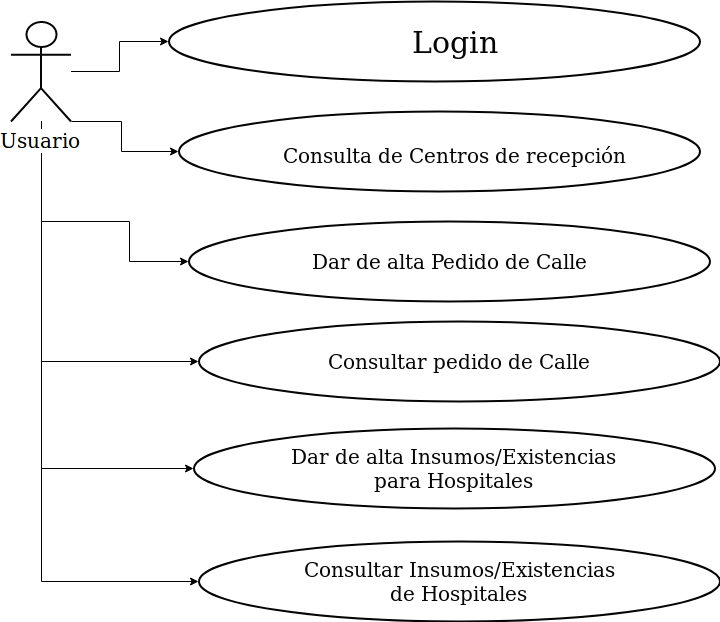 Login
Usuario
Consulta de Centros de recepción
Dar de alta Pedido de Calle
Consultar pedido de Calle
Dar de alta Insumos/Existencias
para Hospitales
Consultar Insumos/Existencias
de Hospitales